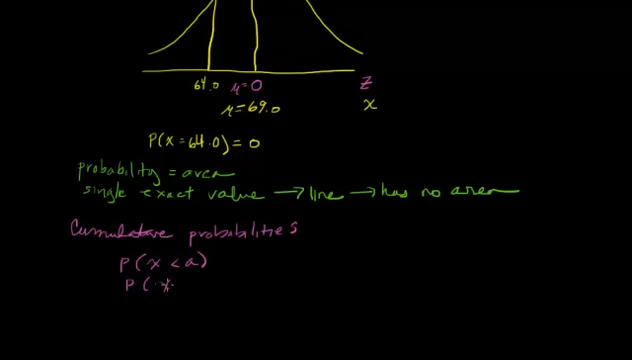 64.0 μ=0 z
μ=69.0 x
P(x=64.0)=0
probability = area
single exact value → line → has no area
Cumulative probabilities
P(x<a)
P(x